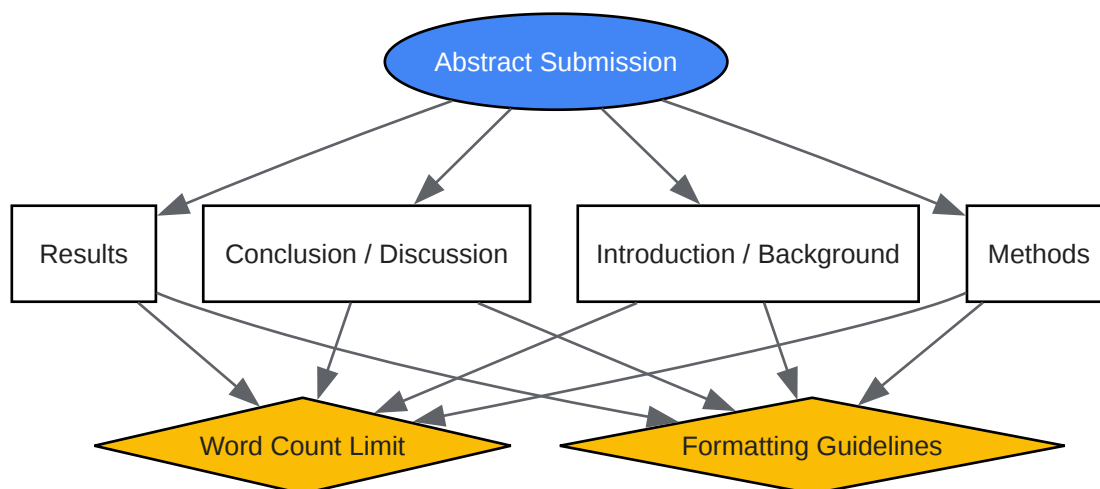 Abstract Submission
Results
Conclusion / Discussion
Introduction / Background
Methods
Word Count Limit
Formatting Guidelines